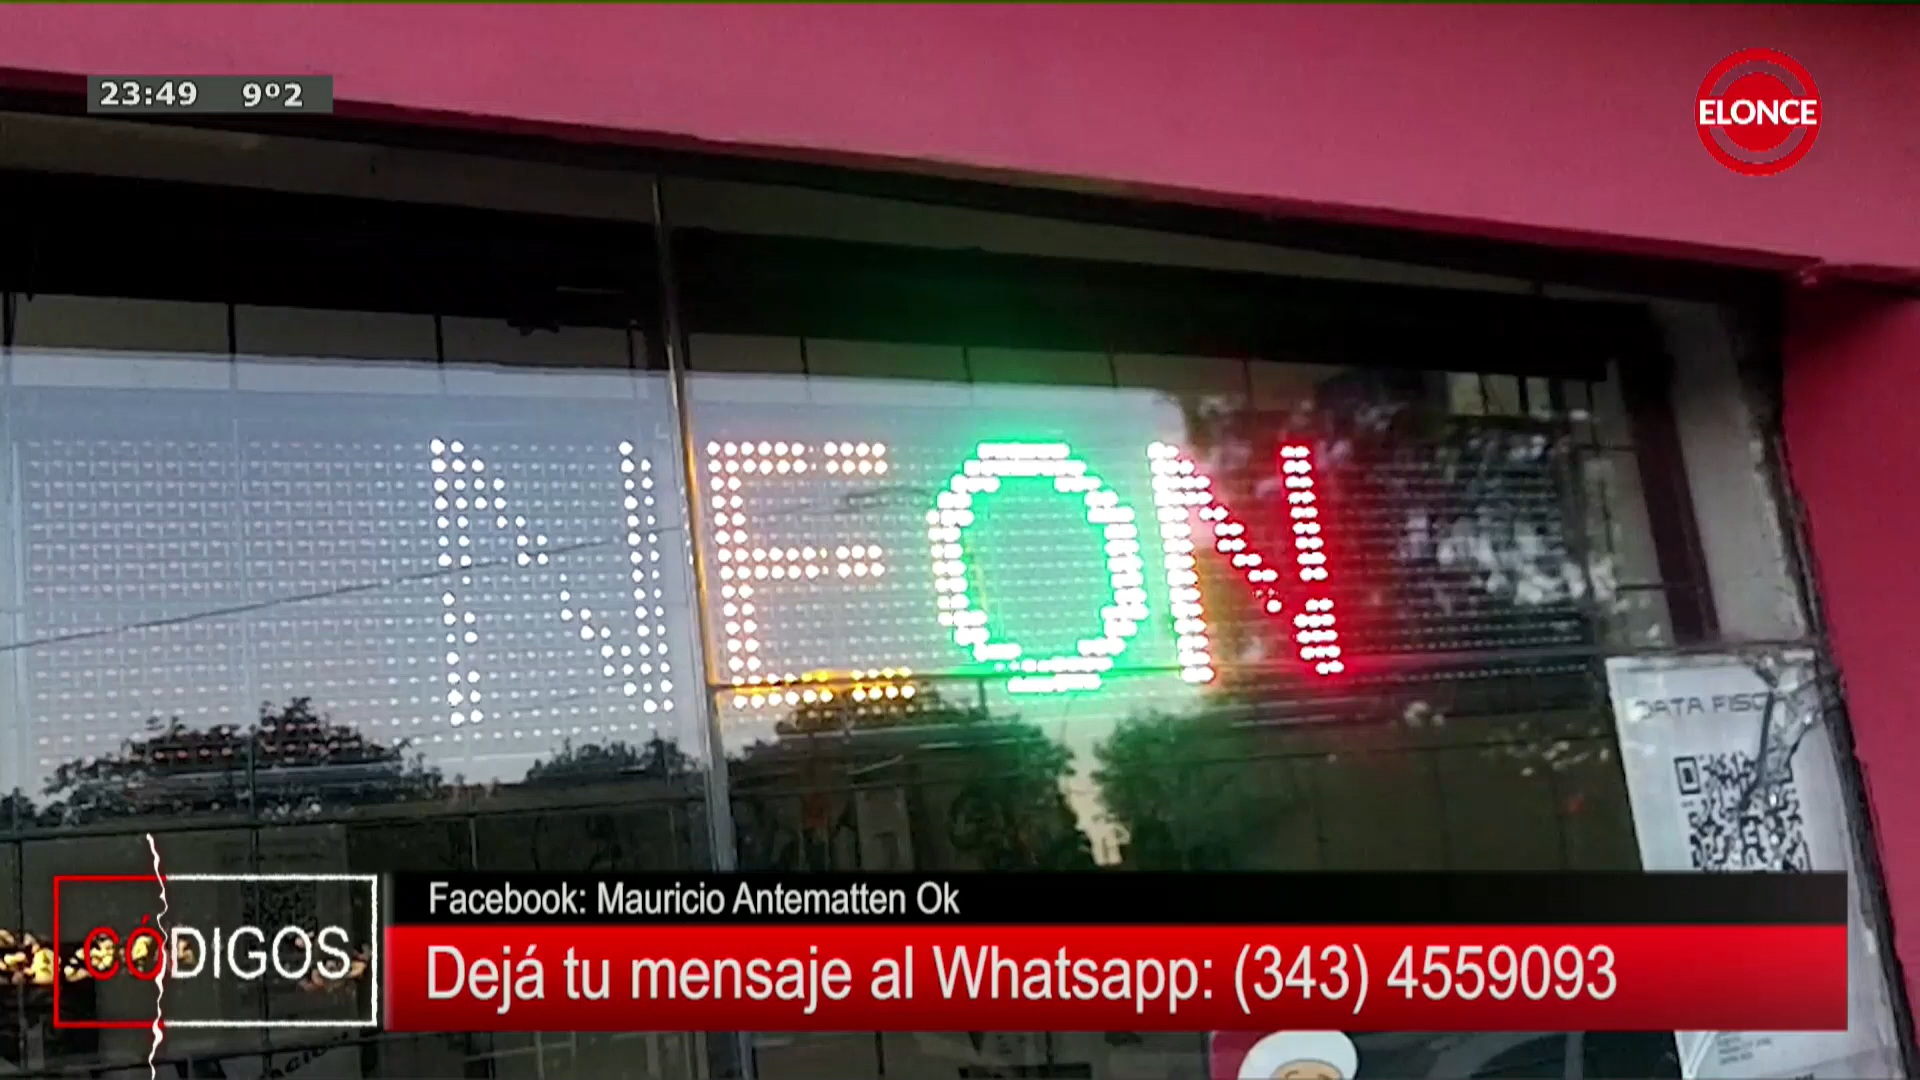 23:49 9º2
ELONCE
NEON
DATA FISC
Facebook: Mauricio Antematten Ok
CÓDIGOS
Dejá tu mensaje al Whatsapp: (343) 4559093